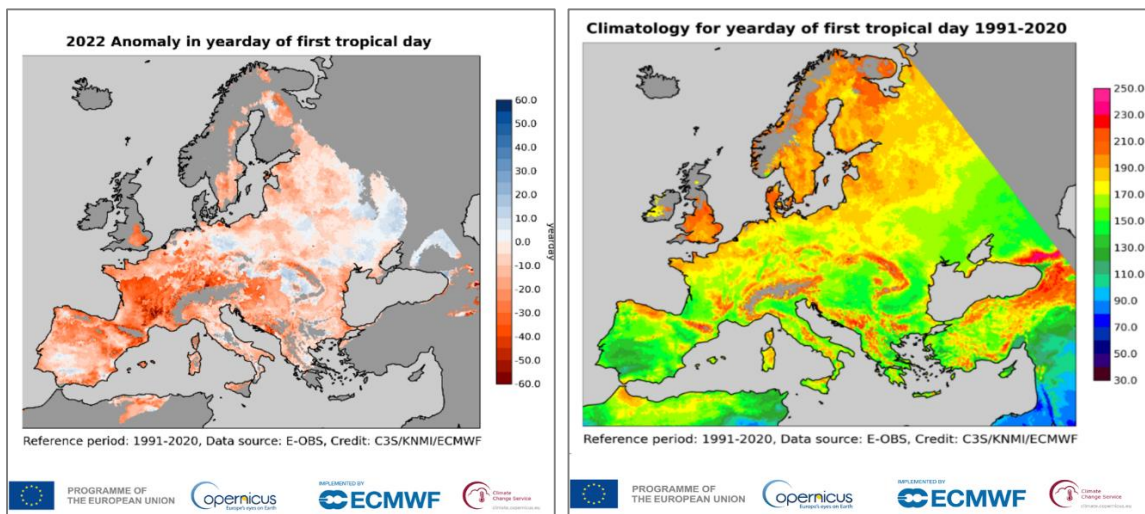 2022 Anomaly in yearday of first tropical day
60.0
50.0
40.0
30.0
20.0
10.0
0.0
-10.0
-20.0
-30.0
-40.0
-50.0
-60.0
yearday
Reference period: 1991-2020, Data source: E-OBS, Credit: C3S/KNMI/ECMWF
PROGRAMME OF
THE EUROPEAN UNION
opernicus
Europe's eyes on Earth
IMPLEMENTED BY
ECMWF
Climate
Change Service
climate.copernicus.eu
Climatology for yearday of first tropical day 1991-2020
250.0
230.0
210.0
190.0
170.0
150.0
130.0
110.0
90.0
70.0
50.0
30.0
Reference period: 1991-2020, Data source: E-OBS, Credit: C3S/KNMI/ECMWF
PROGRAMME OF
THE EUROPEAN UNION
opernicus
Europe's eyes on Earth
IMPLEMENTED BY
ECMWF
Climate
Change Service
climate.copernicus.eu